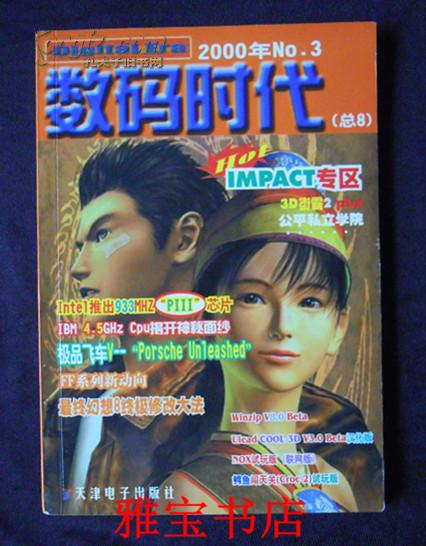 Digital Era
2000年No.3
数码时代
(总8)
Hot
IMPACT专区
3D街霸2 plus
公平私立学院
......
Intel推出933MHZ "PIII" 芯片
IBM 4.5GHz Cpu揭开神秘面纱
极品飞车V--"Porsche Unleashed"
FF系列新动向
最终幻想8终极修改大法
Winzip V8.0 Beta
Ulead COOL 3D V3.0 Beta汉化版
NOX试玩版(联网版)
鳄鱼闯天关(Croc 2)试玩版
天津电子出版社
雅宝书店